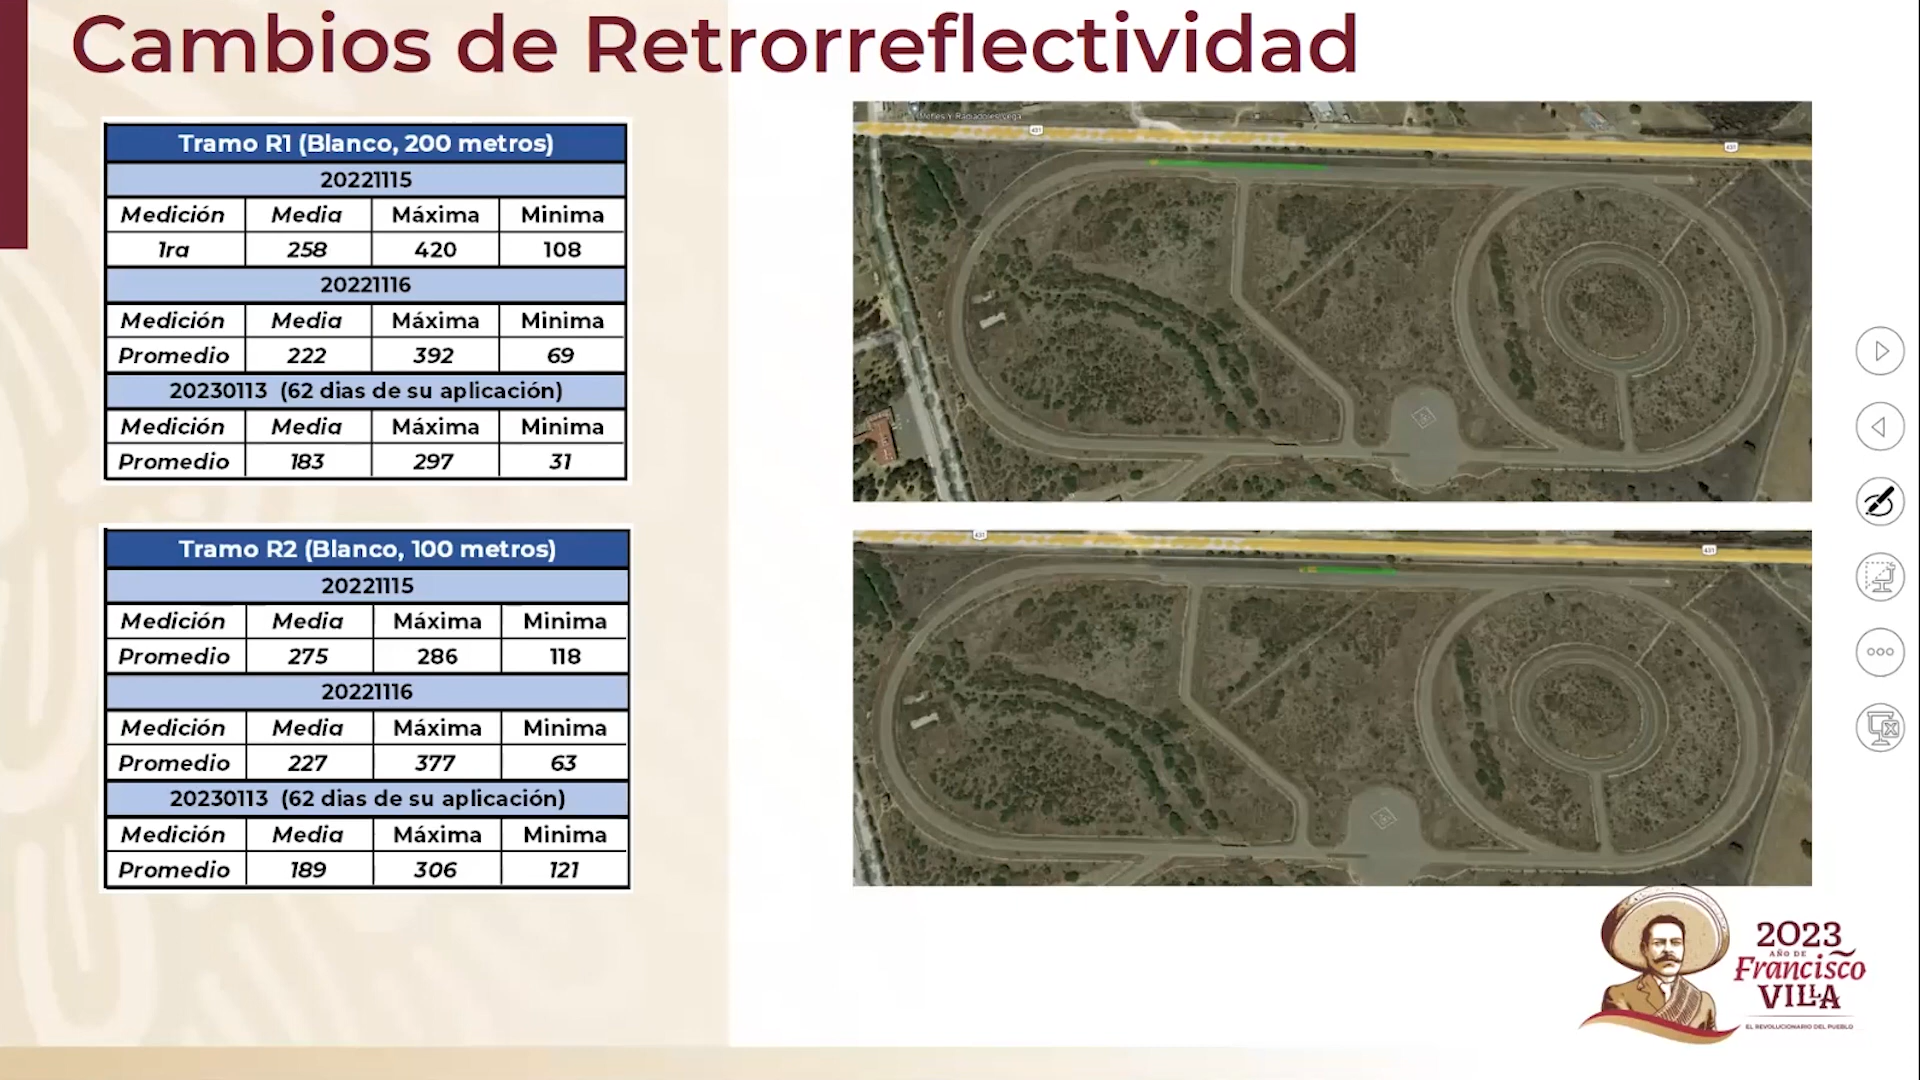 Cambios de Retrorreflectividad
Tramo R1 (Blanco, 200 metros)
20221115
Medición Media Máxima Minima
1ra 258 420 108
20221116
Medición Media Máxima Minima
Promedio 222 392 69
20230113 (62 dias de su aplicación)
Medición Media Máxima Minima
Promedio 183 297 31
Tramo R2 (Blanco, 100 metros)
20221115
Medición Media Máxima Minima
Promedio 275 286 118
20221116
Medición Media Máxima Minima
Promedio 227 377 63
20230113 (62 dias de su aplicación)
Medición Media Máxima Minima
Promedio 189 306 121
431
431
431
431
2023
AÑO DE
Francisco
VILLA
EL REVOLUCIONARIO DEL PUEBLO